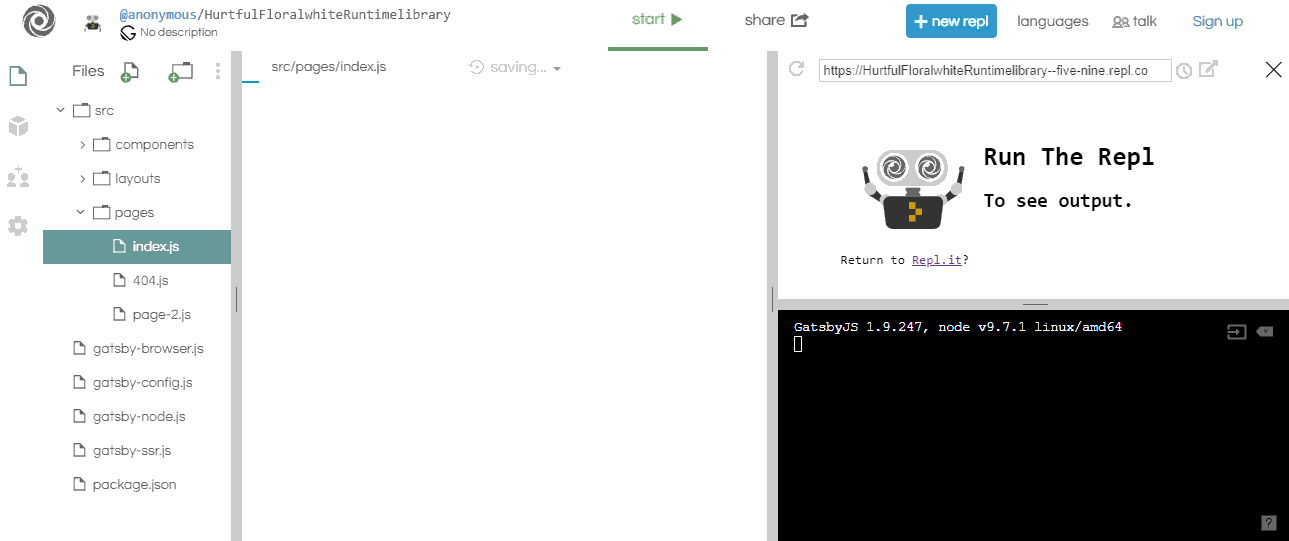 @anonymous/HurtfulFloralwhiteRuntimelibrary
No description
start
share
+ new repl
languages
talk
Sign up
Files
src
components
layouts
pages
index.js
404.js
page-2.js
gatsby-browser.js
gatsby-config.js
gatsby-node.js
gatsby-ssr.js
package.json
src/pages/index.js
saving...
https://HurtfulFloralwhiteRuntimelibrary--five-nine.repl.co
Run The Repl
To see output.
Return to Repl.it?
GatsbyJS 1.9.247, node v9.7.1 linux/amd64
?